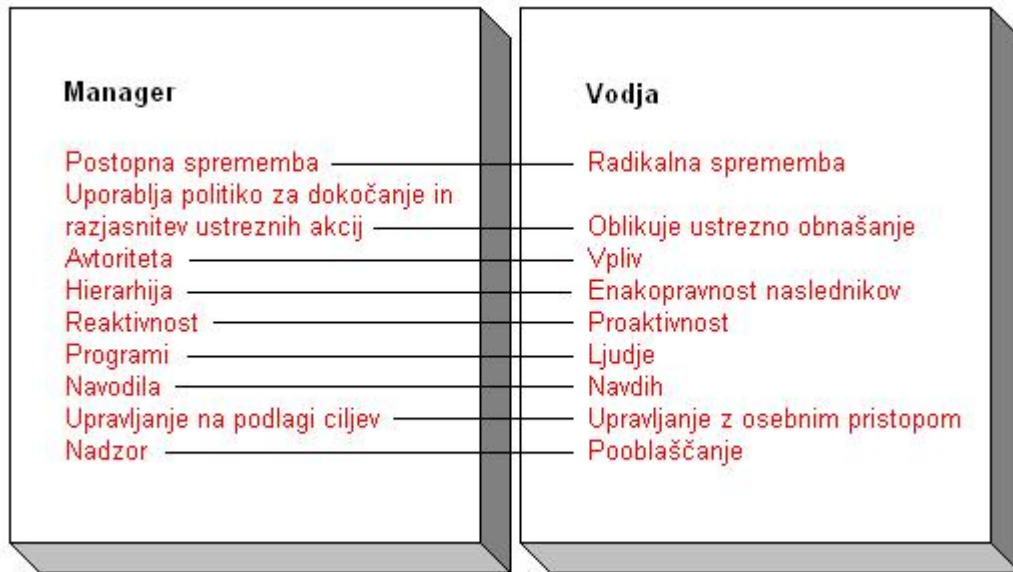 Manager
Postopna sprememba
Uporablja politiko za dokočanje in
razjasnitev ustreznih akcij
Avtoriteta
Hierarhija
Reaktivnost
Programi
Navodila
Upravljanje na podlagi ciljev
Nadzor
Vodja
Radikalna sprememba
Oblikuje ustrezno obnašanje
Vpliv
Enakopravnost naslednikov
Proaktivnost
Ljudje
Navdih
Upravljanje z osebnim pristopom
Pooblaščanje